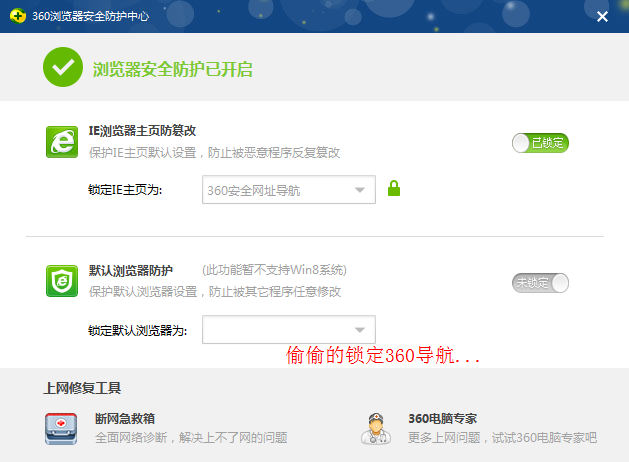 360浏览器安全防护中心
浏览器安全防护已开启
IE浏览器主页防篡改
保护IE主页默认设置，防止被恶意程序反复篡改
已锁定
锁定IE主页为: 360安全网址导航
默认浏览器防护 (此功能暂不支持Win8系统)
保护默认浏览器设置，防止被其它程序任意修改
未锁定
锁定默认浏览器为:
偷偷的锁定360导航...
上网修复工具
断网急救箱
全面网络诊断，解决上不了网的问题
360电脑专家
更多上网问题，试试360电脑专家吧